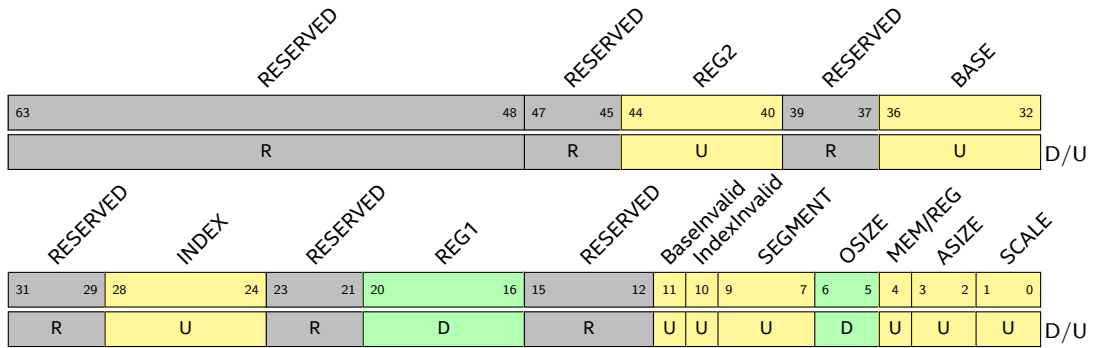 RESERVED RESERVED REG2 RESERVED BASE
63 48 47 45 44 40 39 37 36 32
R R U R U D/U
RESERVED INDEX RESERVED REG1 RESERVED BaseInvalid IndexInvalid SEGMENT OSIZE MEM/REG ASIZE SCALE
31 29 28 24 23 21 20 16 15 12 11 10 9 7 6 5 4 3 2 1 0
R U R D R U U U D U U U D/U